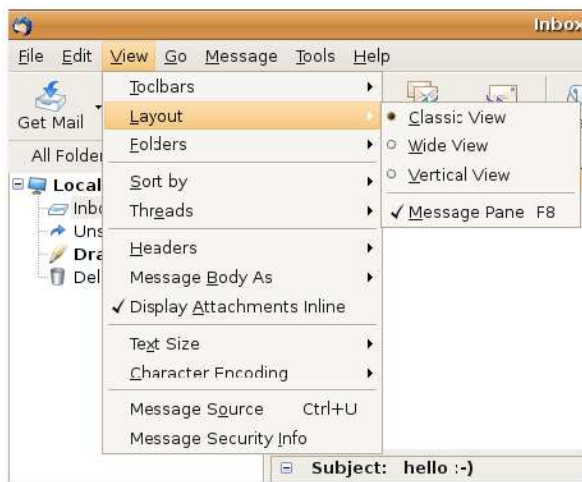 Inbox
File Edit View Go Message Tools Help
Get Mail
All Folder
Local
Inbo
Uns
Dra
Del
Toolbars
Layout
Folders
Sort by
Threads
Headers
Message Body As
Display Attachments Inline
Text Size
Character Encoding
Message Source Ctrl+U
Message Security Info
Classic View
Wide View
Vertical View
Message Pane F8
Subject: hello :-)